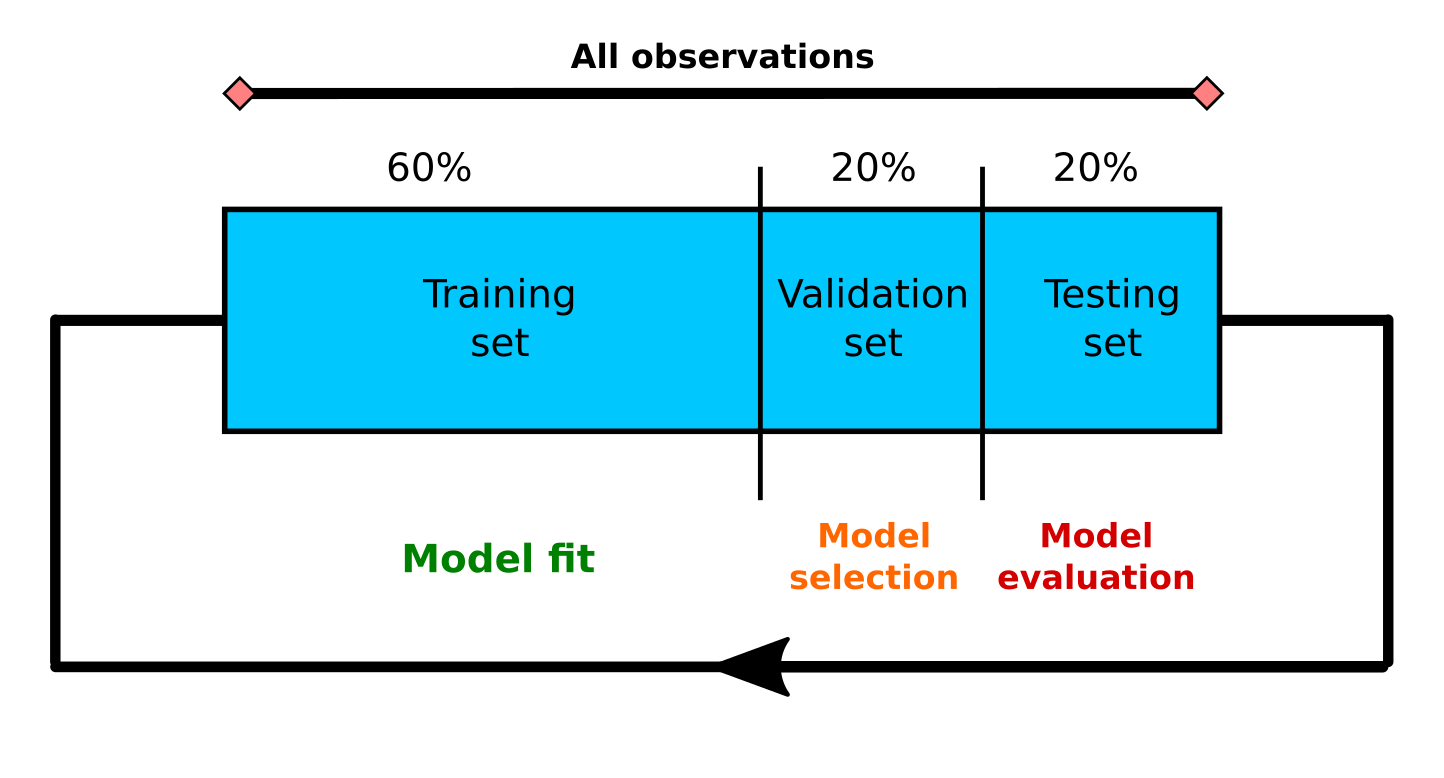 All observations
60% 20% 20%
Training Validation Testing
set set set
Model fit
Model Model
selection evaluation